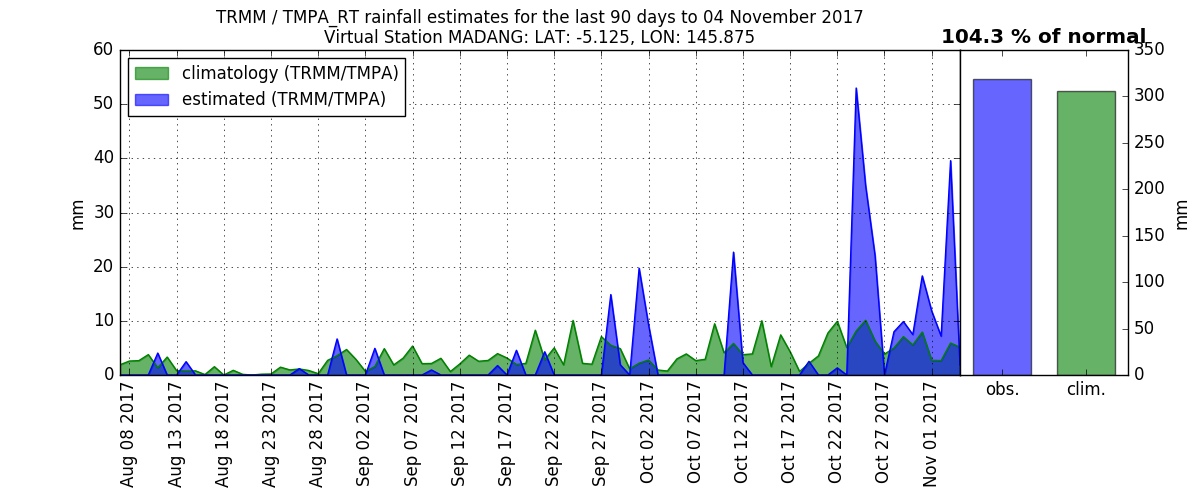 TRMM / TMPA_RT rainfall estimates for the last 90 days to 04 November 2017
Virtual Station MADANG: LAT: -5.125, LON: 145.875
104.3 % of normal
climatology (TRMM/TMPA)
estimated (TRMM/TMPA)
60
50
40
30
20
10
0
mm
350
300
250
200
150
100
50
0
mm
Aug 08 2017
Aug 13 2017
Aug 18 2017
Aug 23 2017
Aug 28 2017
Sep 02 2017
Sep 07 2017
Sep 12 2017
Sep 17 2017
Sep 22 2017
Sep 27 2017
Oct 02 2017
Oct 07 2017
Oct 12 2017
Oct 17 2017
Oct 22 2017
Oct 27 2017
Nov 01 2017
obs.
clim.